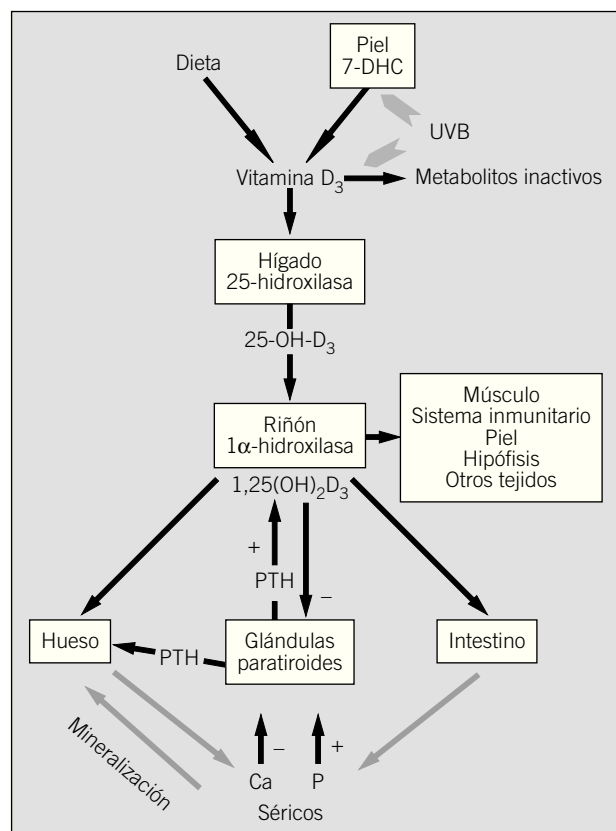 Dieta
Piel
7-DHC
UVB
Vitamina D₃
Metabolitos inactivos
Hígado
25-hidroxilasa
25-OH-D₃
Riñón
1α-hidroxilasa
Músculo
Sistema inmunitario
Piel
Hipófisis
Otros tejidos
1,25(OH)₂D₃
+
PTH
–
Hueso
PTH
Glándulas
paratiroides
Intestino
Mineralización
– +
Ca P
Séricos